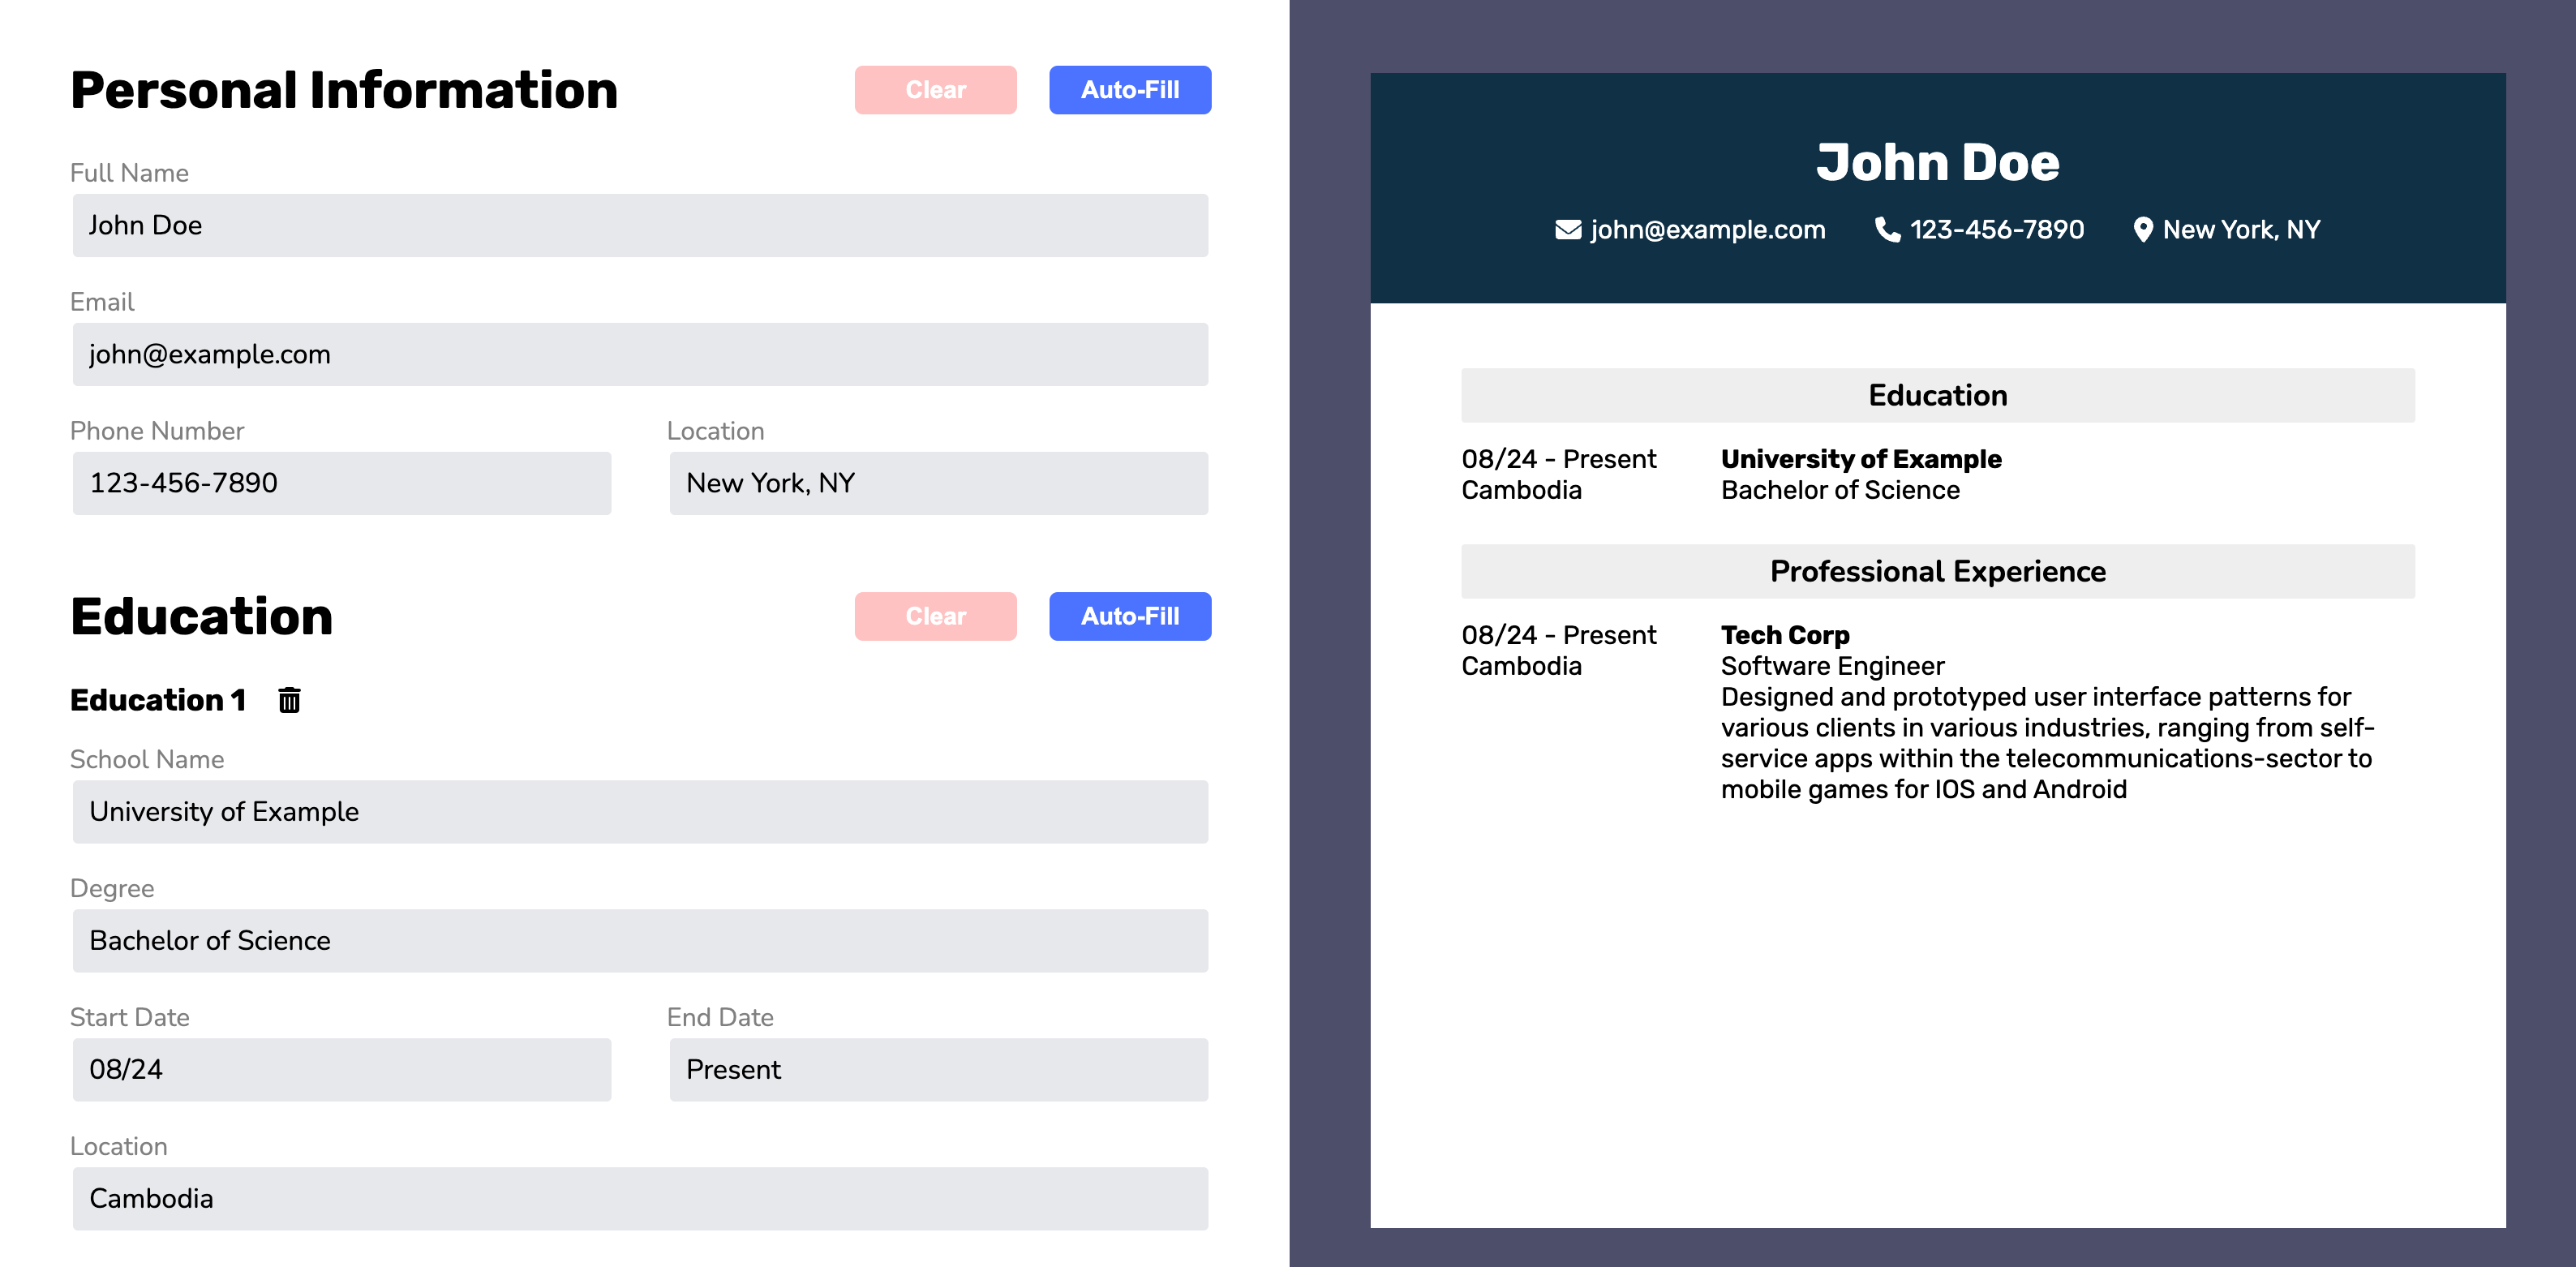 Personal Information
Clear
Auto-Fill
Full Name
John Doe
Email
john@example.com
Phone Number
Location
123-456-7890
New York, NY
Education
Clear
Auto-Fill
Education 1
School Name
University of Example
Degree
Bachelor of Science
Start Date
End Date
08/24
Present
Location
Cambodia
John Doe
john@example.com
123-456-7890
New York, NY
Education
08/24 - Present
Cambodia
University of Example
Bachelor of Science
Professional Experience
08/24 - Present
Cambodia
Tech Corp
Software Engineer
Designed and prototyped user interface patterns for
various clients in various industries, ranging from self-
service apps within the telecommunications-sector to
mobile games for IOS and Android